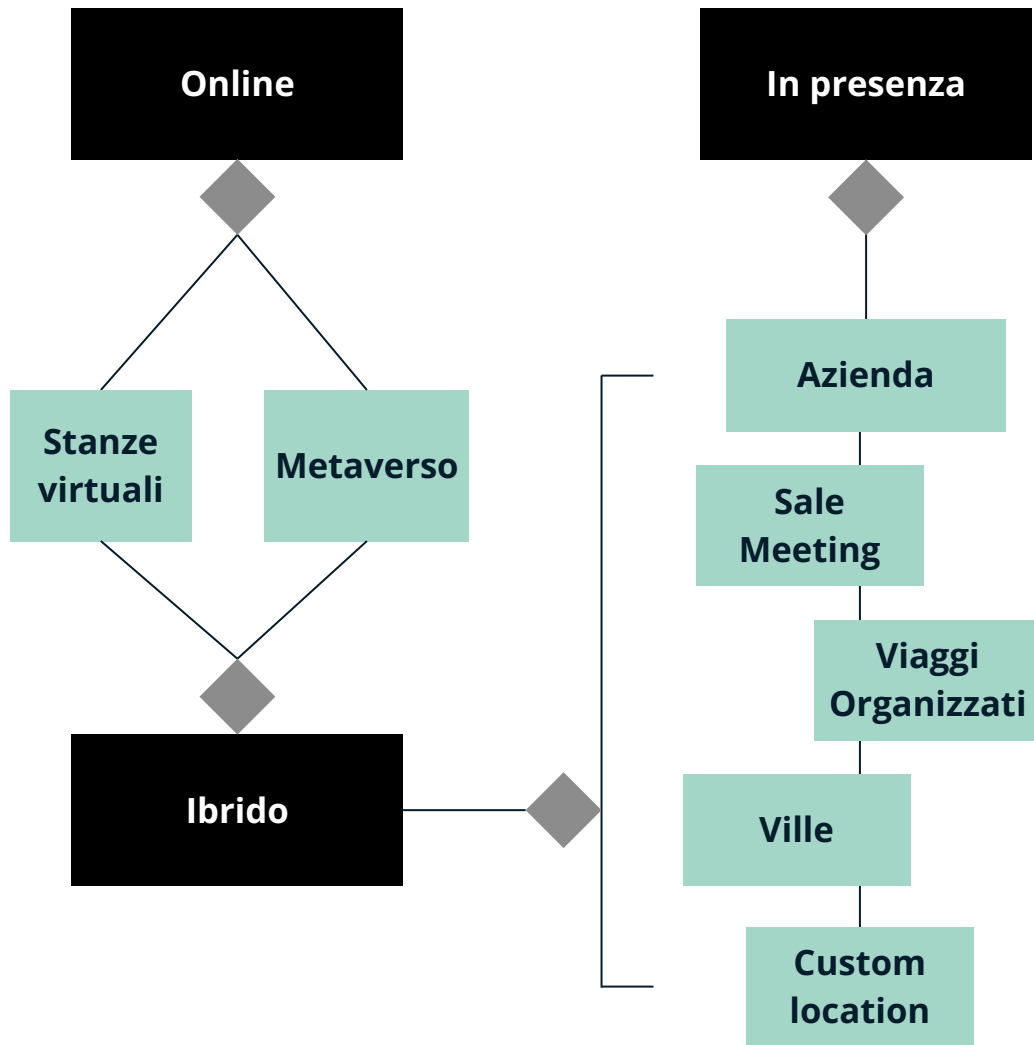 Online
In presenza
Azienda
Stanze
virtuali
Metaverso
Sale
Meeting
Viaggi
Organizzati
Ibrido
Ville
Custom
location